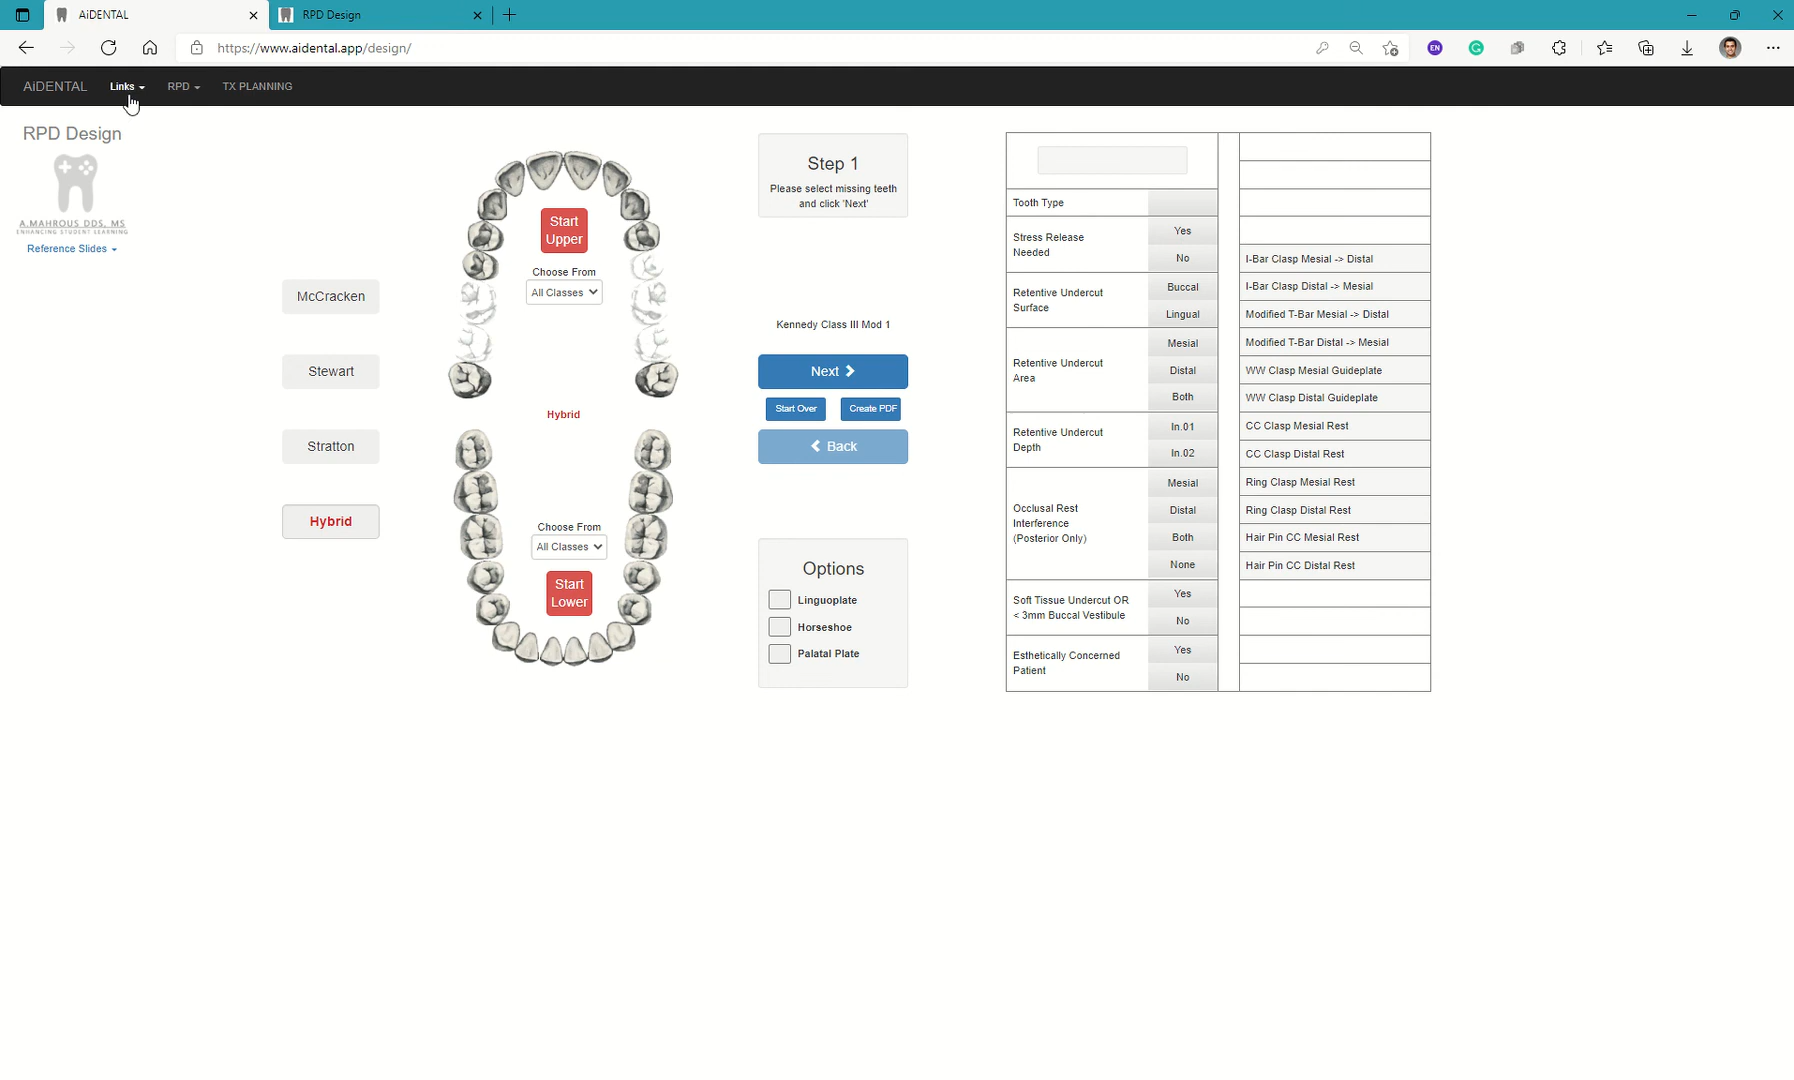 AiDENTAL
RPD Design
https://www.aidental.app/design/
EN
AiDENTAL
Links
RPD
TX PLANNING
RPD Design
A.MAHROUS DDS, MS
ENHANCING STUDENT LEARNING
Reference Slides
McCracken
Stewart
Stratton
Hybrid
Start
Upper
Choose From
All Classes
Hybrid
Choose From
All Classes
Start
Lower
Step 1
Please select missing teeth
and click 'Next'
Kennedy Class III Mod 1
Next
Start Over
Create PDF
Back
Options
Linguoplate
Horseshoe
Palatal Plate
Tooth Type
Stress Release
Needed
Yes
No
Retentive Undercut
Surface
Buccal
Lingual
Retentive Undercut
Area
Mesial
Distal
Both
Retentive Undercut
Depth
In.01
In.02
Occlusal Rest
Interference
(Posterior Only)
Mesial
Distal
Both
None
Soft Tissue Undercut OR
< 3mm Buccal Vestibule
Yes
No
Esthetically Concerned
Patient
Yes
No
I-Bar Clasp Mesial -> Distal
I-Bar Clasp Distal -> Mesial
Modified T-Bar Mesial -> Distal
Modified T-Bar Distal -> Mesial
WW Clasp Mesial Guideplate
WW Clasp Distal Guideplate
CC Clasp Mesial Rest
CC Clasp Distal Rest
Ring Clasp Mesial Rest
Ring Clasp Distal Rest
Hair Pin CC Mesial Rest
Hair Pin CC Distal Rest